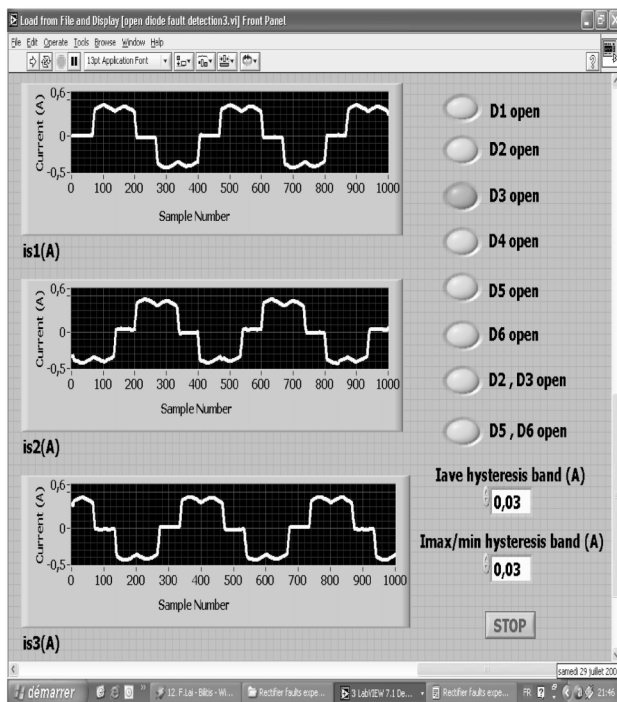 Load from File and Display [open diode fault detection3.vi] Front Panel
File Edit Operate Tools Browse Window Help
13pt Application Font
Current (A)
0,6
0
-0,5
0 100 200 300 400 500 600 700 800 900 1000
Sample Number
is1(A)
Current (A)
0,6
0
-0,5
0 100 200 300 400 500 600 700 800 900 1000
Sample Number
is2(A)
Current (A)
0,6
0
-0,5
0 100 200 300 400 500 600 700 800 900 1000
Sample Number
is3(A)
D1 open
D2 open
D3 open
D4 open
D5 open
D6 open
D2 , D3 open
D5 , D6 open
Iave hysteresis band (A)
0,03
Imax/min hysteresis band (A)
0,03
STOP
samedi 29 juillet 200
démarrer
12. F.Lai - Bilitis - Wi...
Rectifier faults expe...
3 LabVIEW 7.1 De...
Rectifier faults expe...
FR
21:46